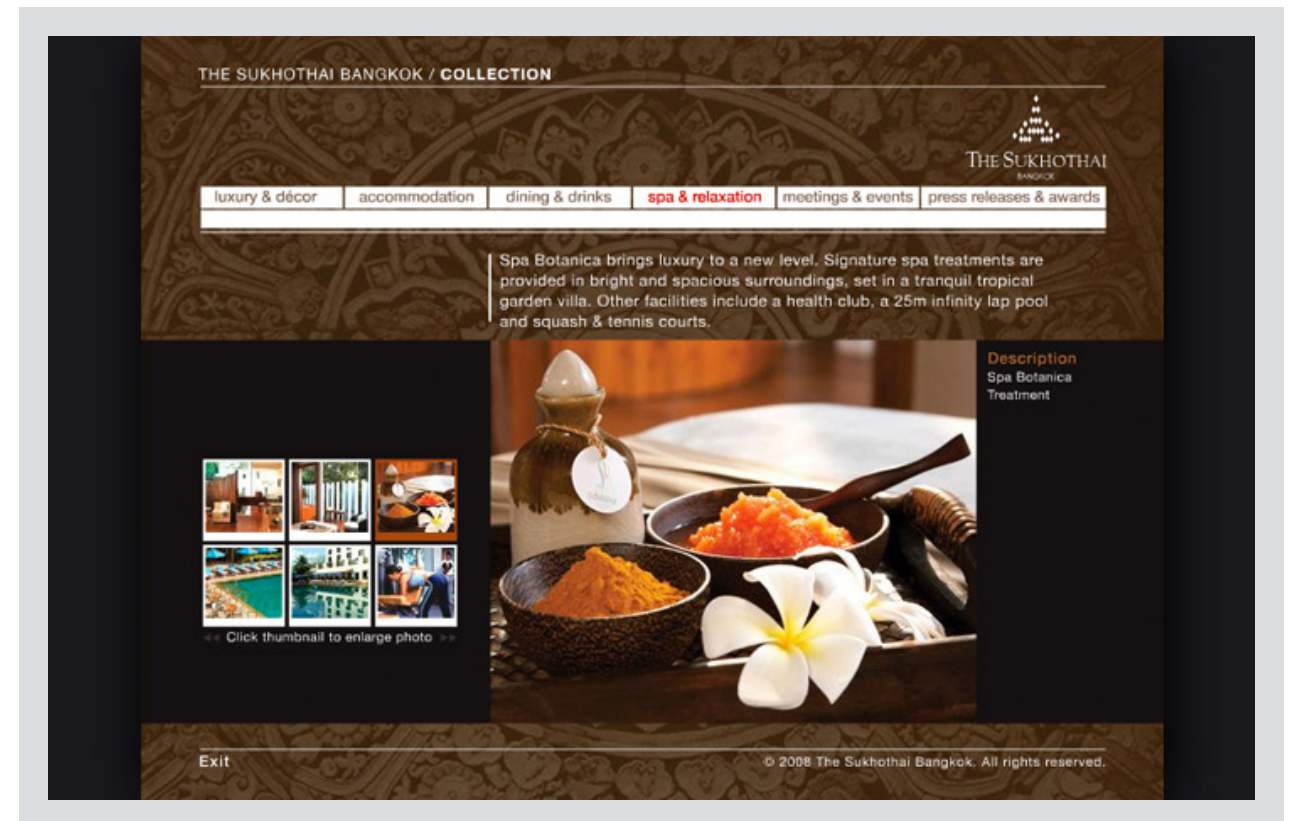 THE SUKHOTHAI BANGKOK / COLLECTION
THE SUKHOTHAI
BANGKOK
luxury & décor accommodation dining & drinks spa & relaxation meetings & events press releases & awards
Spa Botanica brings luxury to a new level. Signature spa treatments are
provided in bright and spacious surroundings, set in a tranquil tropical
garden villa. Other facilities include a health club, a 25m infinity lap pool
and squash & tennis courts.
Description
Spa Botanica
Treatment
Click thumbnail to enlarge photo
Exit
© 2008 The Sukhothai Bangkok. All rights reserved.